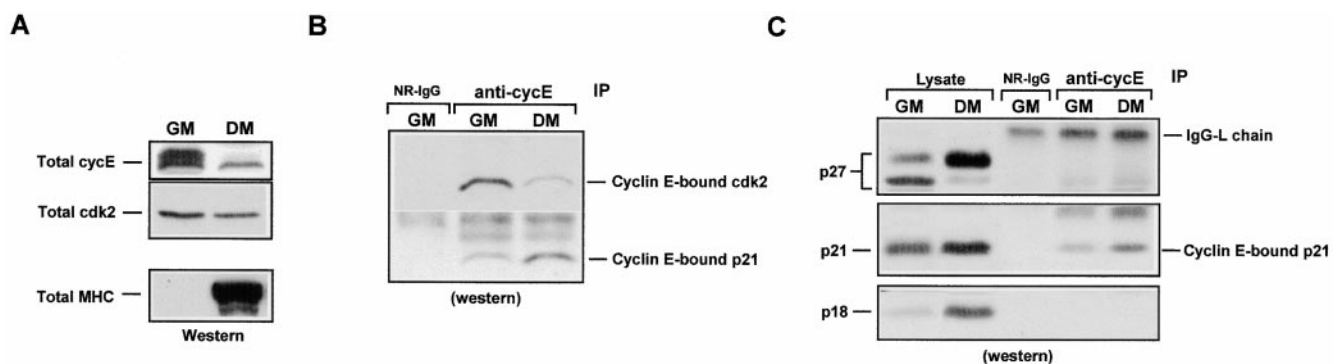 A
GM DM
Total cycE
Total cdk2
Total MHC
Western
B
NR-IgG anti-cycE IP
GM GM DM
Cyclin E-bound cdk2
Cyclin E-bound p21
(western)
C
Lysate NR-IgG anti-cycE IP
GM DM GM GM DM
IgG-L chain
p27
p21 Cyclin E-bound p21
p18
(western)